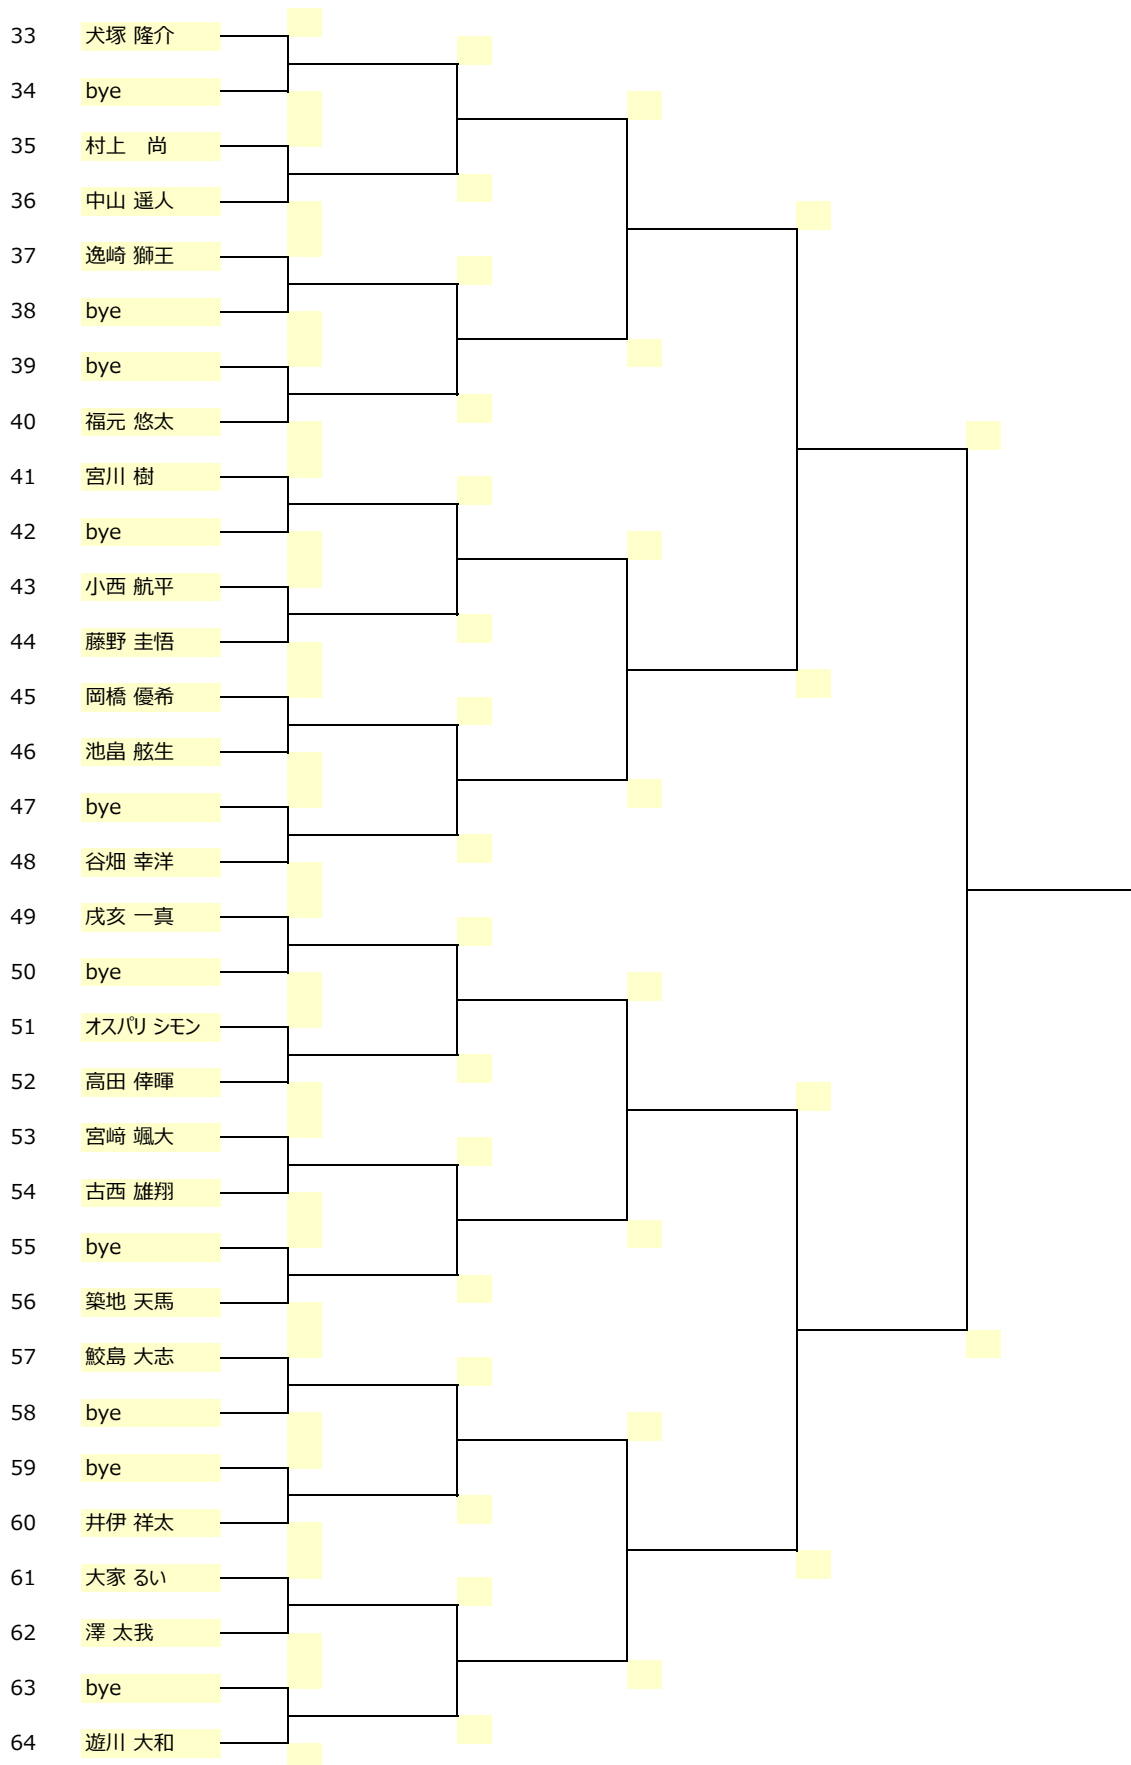 33 犬塚 隆介
34 bye
35 村上　尚
36 中山 遥人
37 逸崎 獅王
38 bye
39 bye
40 福元 悠太
41 宮川 樹
42 bye
43 小西 航平
44 藤野 圭悟
45 岡橋 優希
46 池畠 舷生
47 bye
48 谷畑 幸洋
49 戌亥 一真
50 bye
51 オスパリ シモン
52 高田 倖暉
53 宮﨑 颯大
54 古西 雄翔
55 bye
56 築地 天馬
57 鮫島 大志
58 bye
59 bye
60 井伊 祥太
61 大家 るい
62 澤 太我
63 bye
64 遊川 大和